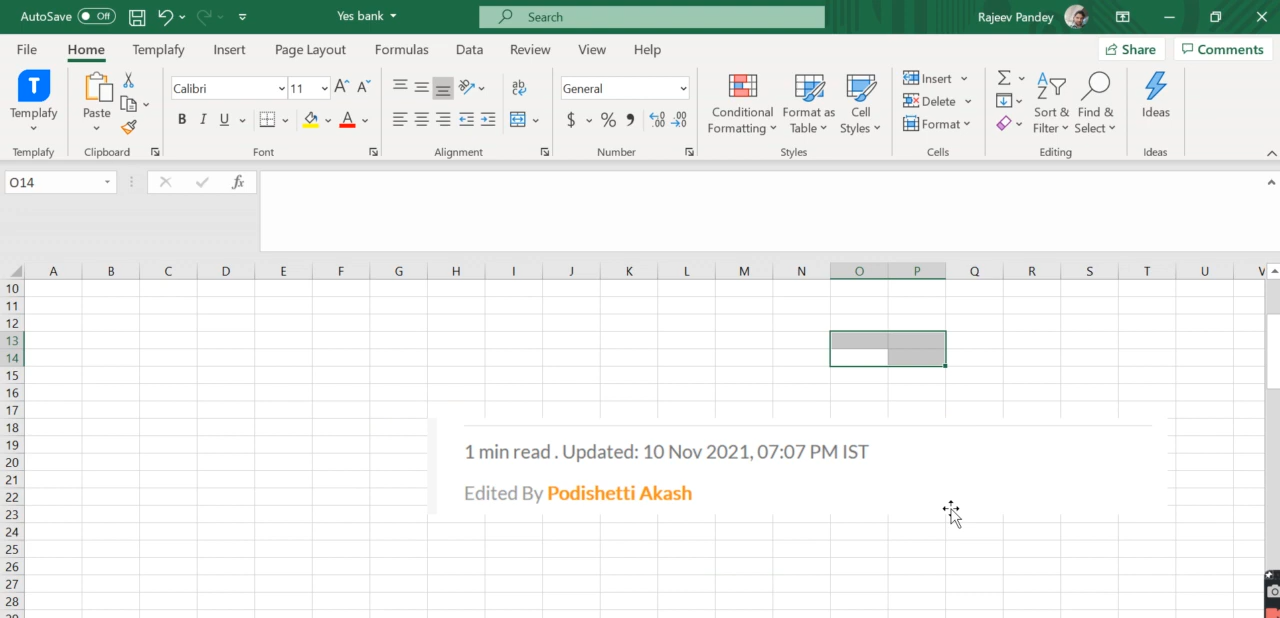 AutoSave Off Yes bank Search Rajeev Pandey
File Home Templafy Insert Page Layout Formulas Data Review View Help Share Comments
T Calibri 11 ab General $ % Conditional Formatting Format as Table Cell Styles Insert Delete Format Sort & Filter Find & Select Ideas
Templafy Paste B I U A
Templafy Clipboard Font Alignment Number Styles Cells Editing Ideas
O14 fx
A B C D E F G H I J K L M N O P Q R S T U V
10
11
12
13
14
15
16
17
18
19
20
1 min read . Updated: 10 Nov 2021, 07:07 PM IST
21
22
Edited By Podishetti Akash
23
24
25
26
27
28